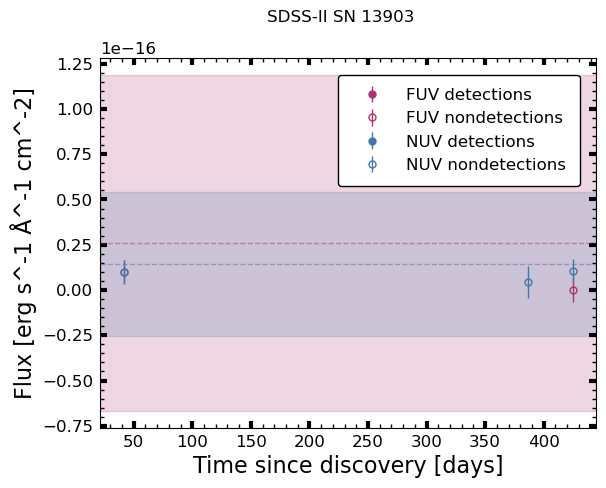 SDSS-II SN 13903
1e−16
1.25
1.00
0.75
0.50
0.25
0.00
−0.25
−0.50
−0.75
Flux [erg s^-1 Å^-1 cm^-2]
FUV detections
FUV nondetections
NUV detections
NUV nondetections
50 100 150 200 250 300 350 400
Time since discovery [days]